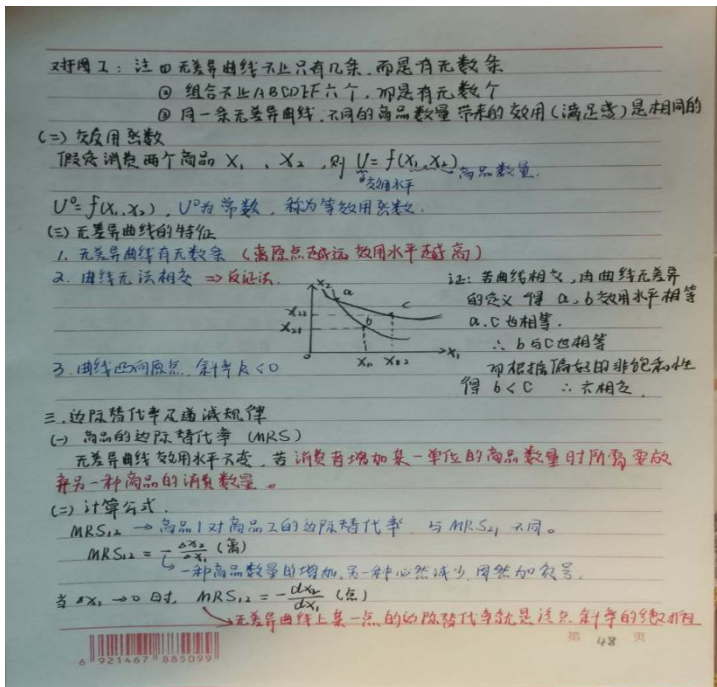 对于图工：注①无差异曲线不止只有几条，而是有无数条
② 组合不止ABCDEF六个，而是有无数个
③ 同一条无差异曲线，不同的商品数量带来的效用(满足感)是相同的
(二) 效用函数
假定消费两个商品 X₁ 、X₂ ，则 U=f(X₁,X₂)
效用水平
商品数量
U⁰=f(X₁,X₂)，U⁰为常数，称为等效用函数.
(三) 无差异曲线的特征
1. 无差异曲线有无数条 (离原点越远 效用水平越高)
2. 曲线无法相交 ⇒ 反证法.
X₂
a
c
b
X₂₂
X₂₁
0
X₁₁
X₁
证：若曲线相交，由曲线无差异
的定义 得 a, b 效用水平相等
a. c也相等.
∴ b与c也相等
而根据偏好的非饱和性
得 b<c ∴ 不相交.
3. 曲线凹向原点. 斜率k<0
三.边际替代率及递减规律
(一) 商品的边际替代率 (MRS)
无差异曲线效用水平不变，若消费者增加某一单位的商品数量时所需要放
弃另一种商品的消费数量。
(二) 计算公式.
MRS₁₂ → 商品1对商品2的边际替代率 与MRS₂₁ 不同。
MRS₁₂ = -ΔX₂/ΔX₁ (离)
→一种商品数量的增加，另一种必然减少，固然加负号.
当 ΔX₁→0 时， MRS₁₂ = -dX₂/dX₁ (点)
→无差异曲线上某一点的边际替代率就是该点斜率的绝对值
第 48 页
6 921467 885099